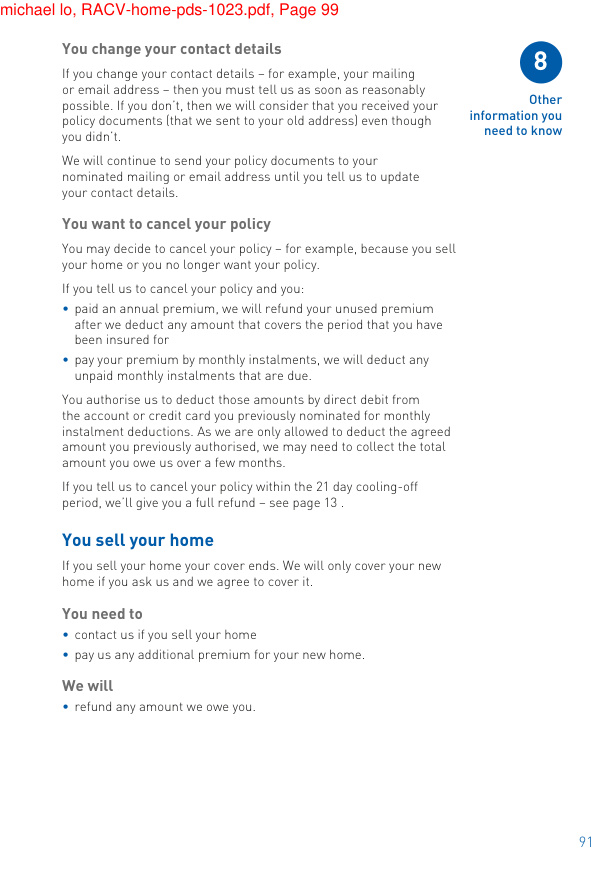 michael lo, RACV-home-pds-1023.pdf, Page 99
You change your contact details
If you change your contact details – for example, your mailing
or email address – then you must tell us as soon as reasonably
possible. If you don’t, then we will consider that you received your
policy documents (that we sent to your old address) even though
you didn’t.
We will continue to send your policy documents to your
nominated mailing or email address until you tell us to update
your contact details.
You want to cancel your policy
You may decide to cancel your policy – for example, because you sell
your home or you no longer want your policy.
If you tell us to cancel your policy and you:
• paid an annual premium, we will refund your unused premium
after we deduct any amount that covers the period that you have
been insured for
• pay your premium by monthly instalments, we will deduct any
unpaid monthly instalments that are due.
You authorise us to deduct those amounts by direct debit from
the account or credit card you previously nominated for monthly
instalment deductions. As we are only allowed to deduct the agreed
amount you previously authorised, we may need to collect the total
amount you owe us over a few months.
If you tell us to cancel your policy within the 21 day cooling-off
period, we’ll give you a full refund – see page 13 .
You sell your home
If you sell your home your cover ends. We will only cover your new
home if you ask us and we agree to cover it.
You need to
• contact us if you sell your home
• pay us any additional premium for your new home.
We will
• refund any amount we owe you.
8
Other
information you
need to know
91